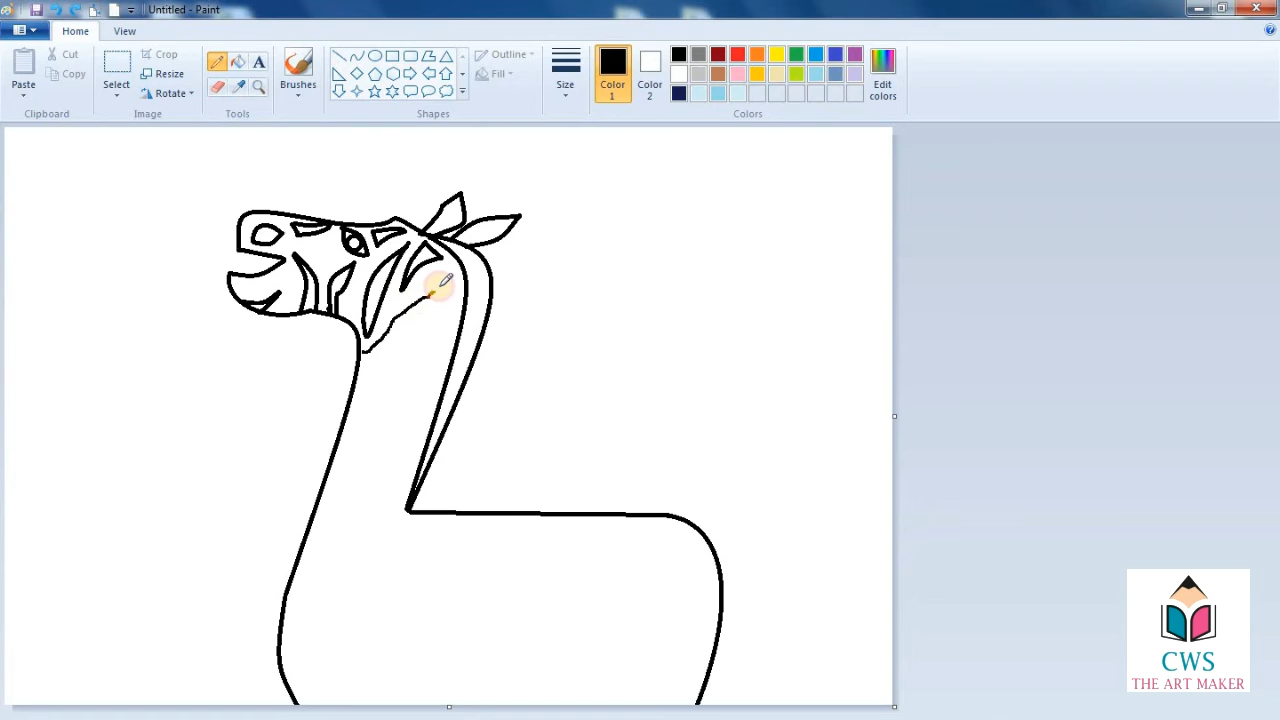 Untitled - Paint
Home
View
Paste
Cut
Copy
Clipboard
Select
Crop
Resize
Rotate
Image
A
Tools
Brushes
Outline
Fill
Shapes
Size
Color
1
Color
2
Edit
colors
Colors
CWS
THE ART MAKER